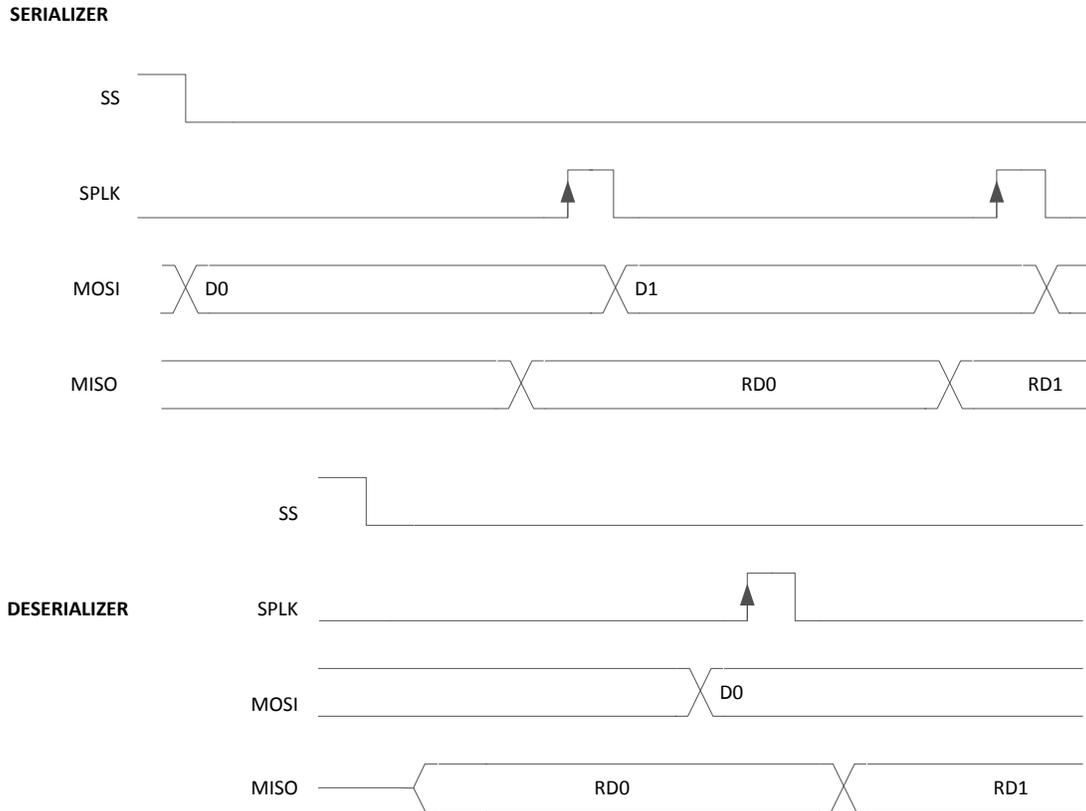 SERIALIZER
SS
SPLK
MOSI D0 D1
MISO RD0 RD1
SS
DESERIALIZER SPLK
MOSI D0
MISO RD0 RD1